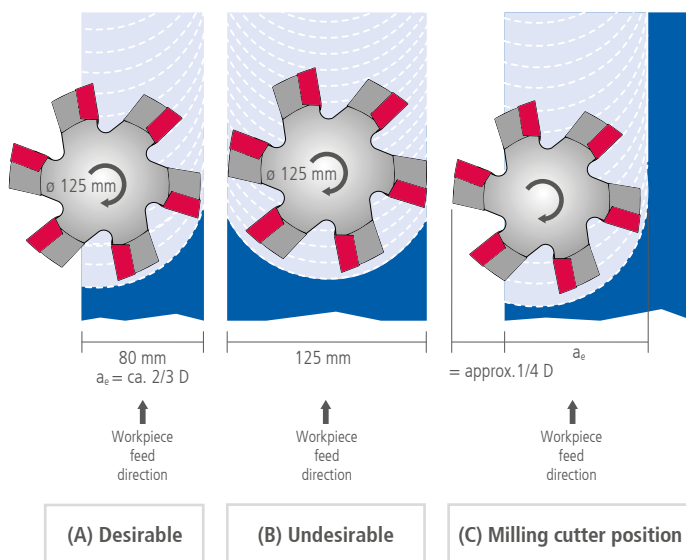 ø 125 mm
ø 125 mm
80 mm
aₑ = ca. 2/3 D
125 mm
aₑ
= approx.1/4 D
Workpiece
feed
direction
Workpiece
feed
direction
Workpiece
feed
direction
(A) Desirable
(B) Undesirable
(C) Milling cutter position